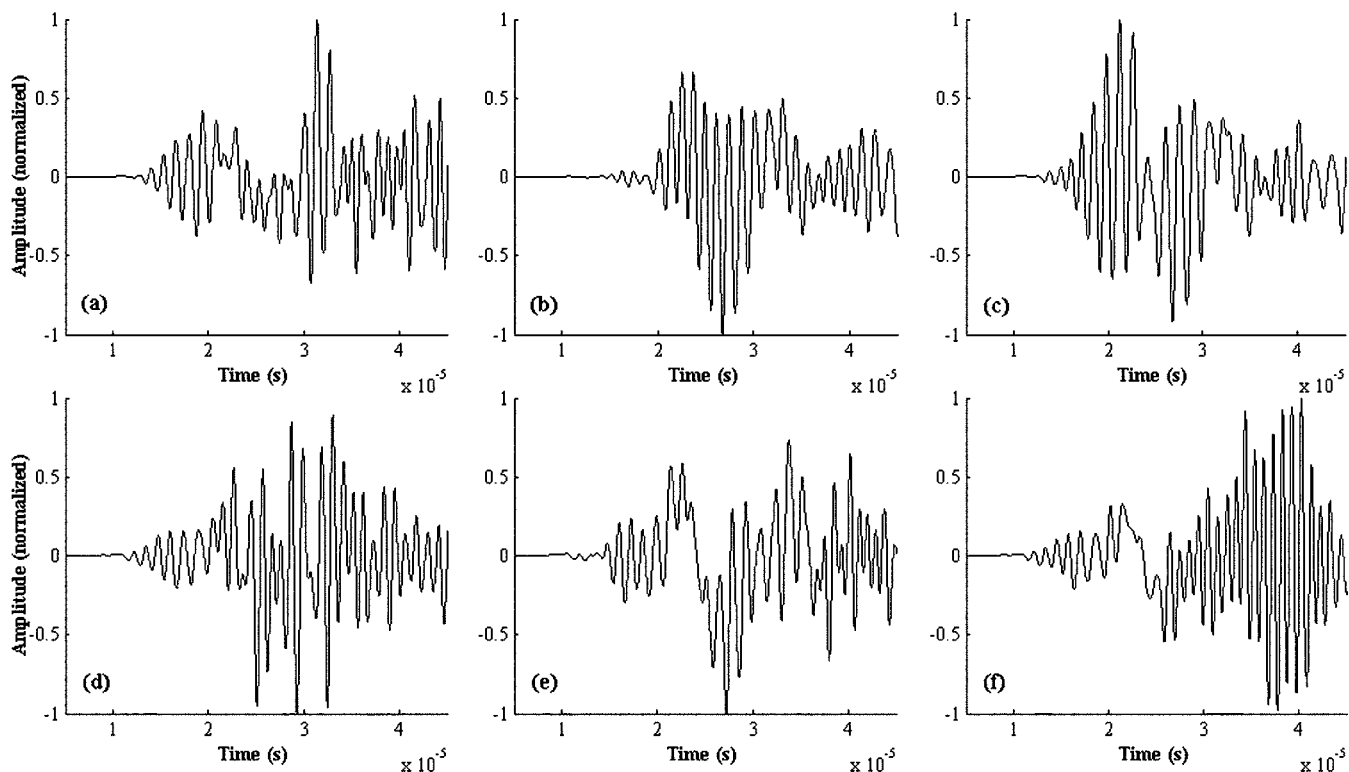 1
0.5
0
-0.5
-1
Amplitude (normalized)
(a)
1 2 3 4
Time (s)
x 10⁻⁵
1
0.5
0
-0.5
-1
(b)
1 2 3 4
Time (s)
x 10⁻⁵
1
0.5
0
-0.5
-1
(c)
1 2 3 4
Time (s)
x 10⁻⁵
1
0.5
0
-0.5
-1
Amplitude (normalized)
(d)
1 2 3 4
Time (s)
x 10⁻⁵
1
0.5
0
-0.5
-1
(e)
1 2 3 4
Time (s)
x 10⁻⁵
1
0.5
0
-0.5
-1
(f)
1 2 3 4
Time (s)
x 10⁻⁵